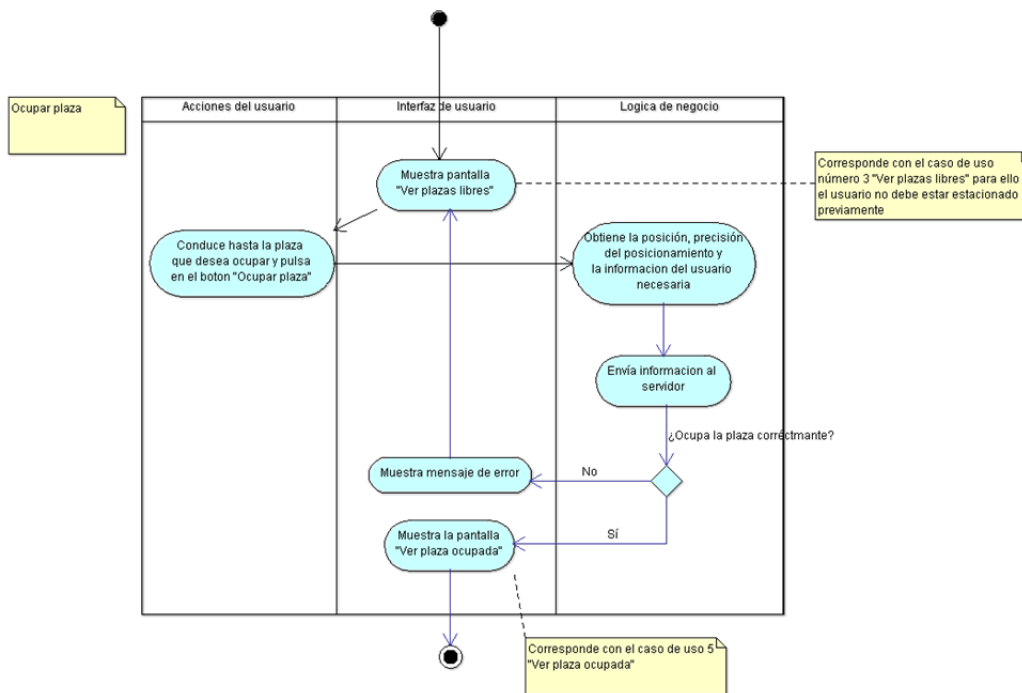 Ocupar plaza
Acciones del usuario
Interfaz de usuario
Logica de negocio
Muestra pantalla
"Ver plazas libres"
Corresponde con el caso de uso
número 3 "Ver plazas libres" para ello
el usuario no debe estar estacionado
previamente
Conduce hasta la plaza
que desea ocupar y pulsa
en el boton "Ocupar plaza"
Obtiene la posición, precisión
del posicionamiento y
la informacion del usuario
necesaria
Envía informacion al
servidor
¿Ocupa la plaza corréctmante?
No
Muestra mensaje de error
Sí
Muestra la pantalla
"Ver plaza ocupada"
Corresponde con el caso de uso 5
"Ver plaza ocupada"